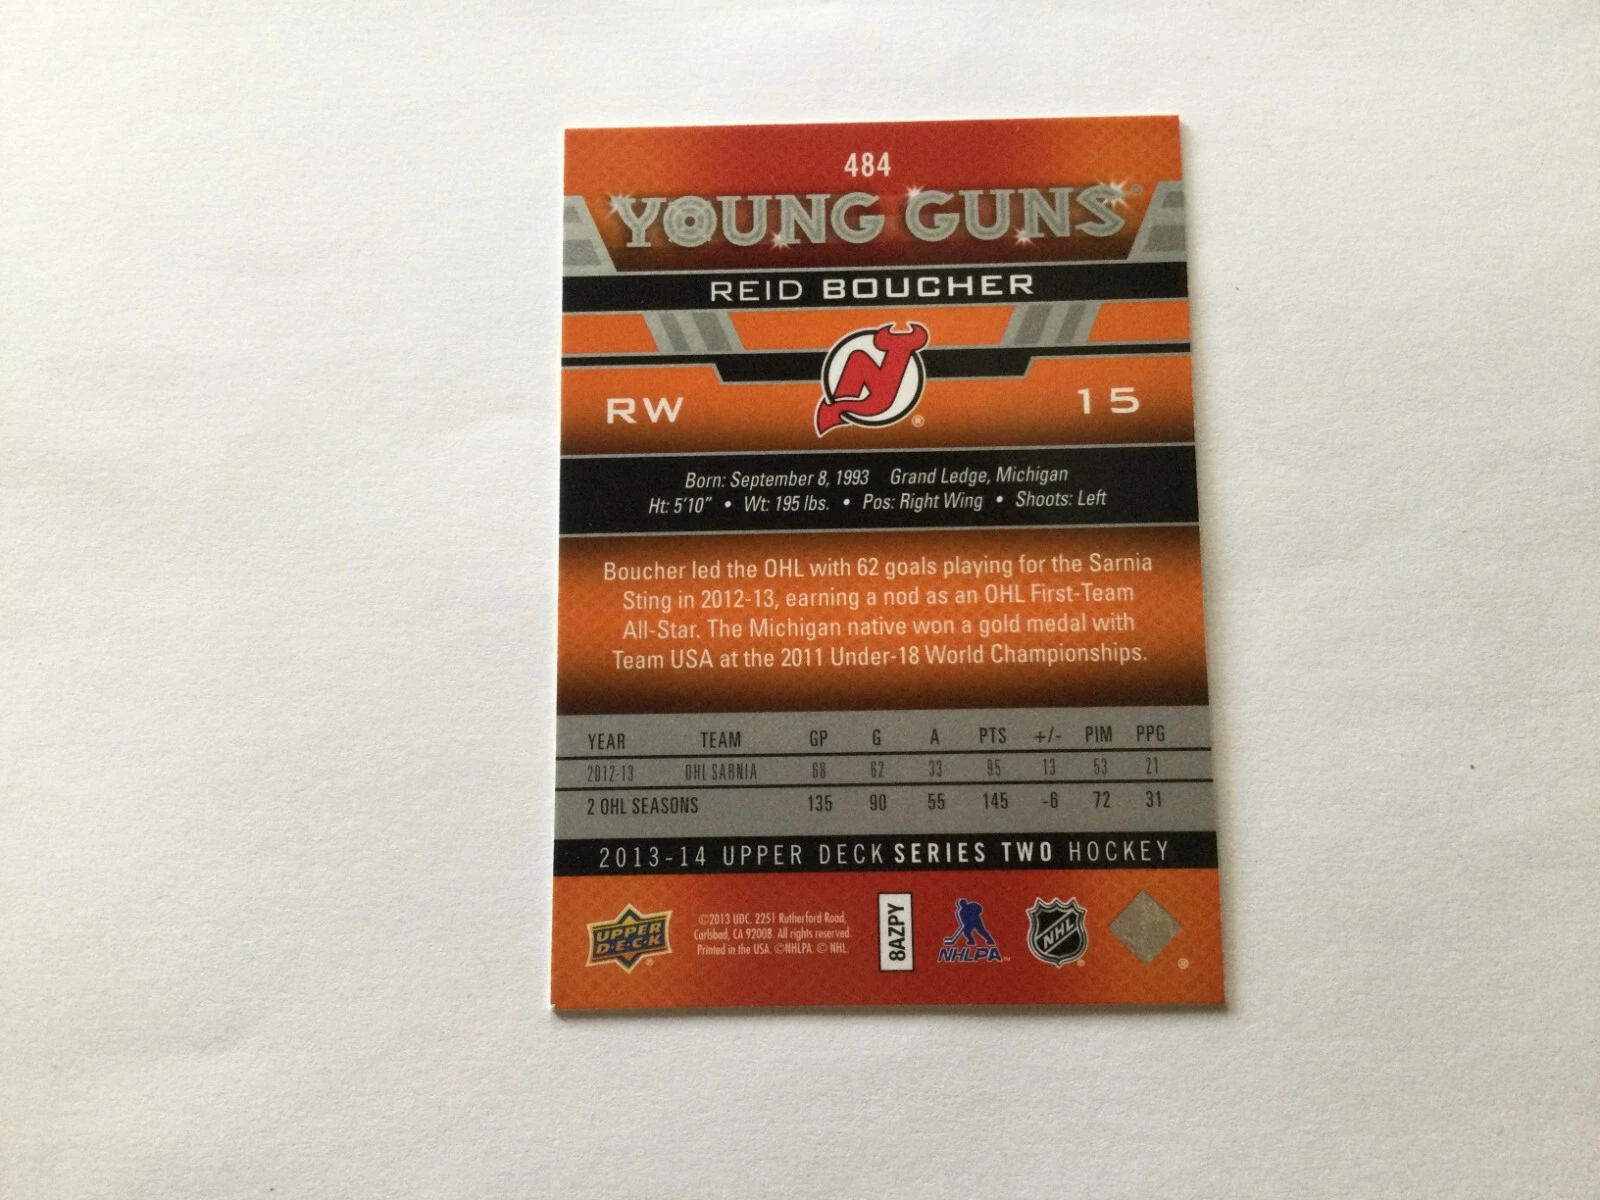 484
YOUNG GUNS®
REID BOUCHER
RW 15
Born: September 8, 1993 Grand Ledge, Michigan
Ht: 5'10" • Wt: 195 lbs. • Pos: Right Wing • Shoots: Left
Boucher led the OHL with 62 goals playing for the Sarnia
Sting in 2012-13, earning a nod as an OHL First-Team
All-Star. The Michigan native won a gold medal with
Team USA at the 2011 Under-18 World Championships.
YEAR TEAM GP G A PTS +/- PIM PPG
2012-13 OHL SARNIA 68 62 33 95 13 53 21
2 OHL SEASONS 135 90 55 145 -6 72 31
2013-14 UPPER DECK SERIES TWO HOCKEY
UPPER
D·E·C·K
©2013 UDC. 2251 Rutherford Road,
Carlsbad, CA 92008. All rights reserved.
Printed in the USA. ©NHLPA. © NHL.
8AZPY
NHLPA™
NHL